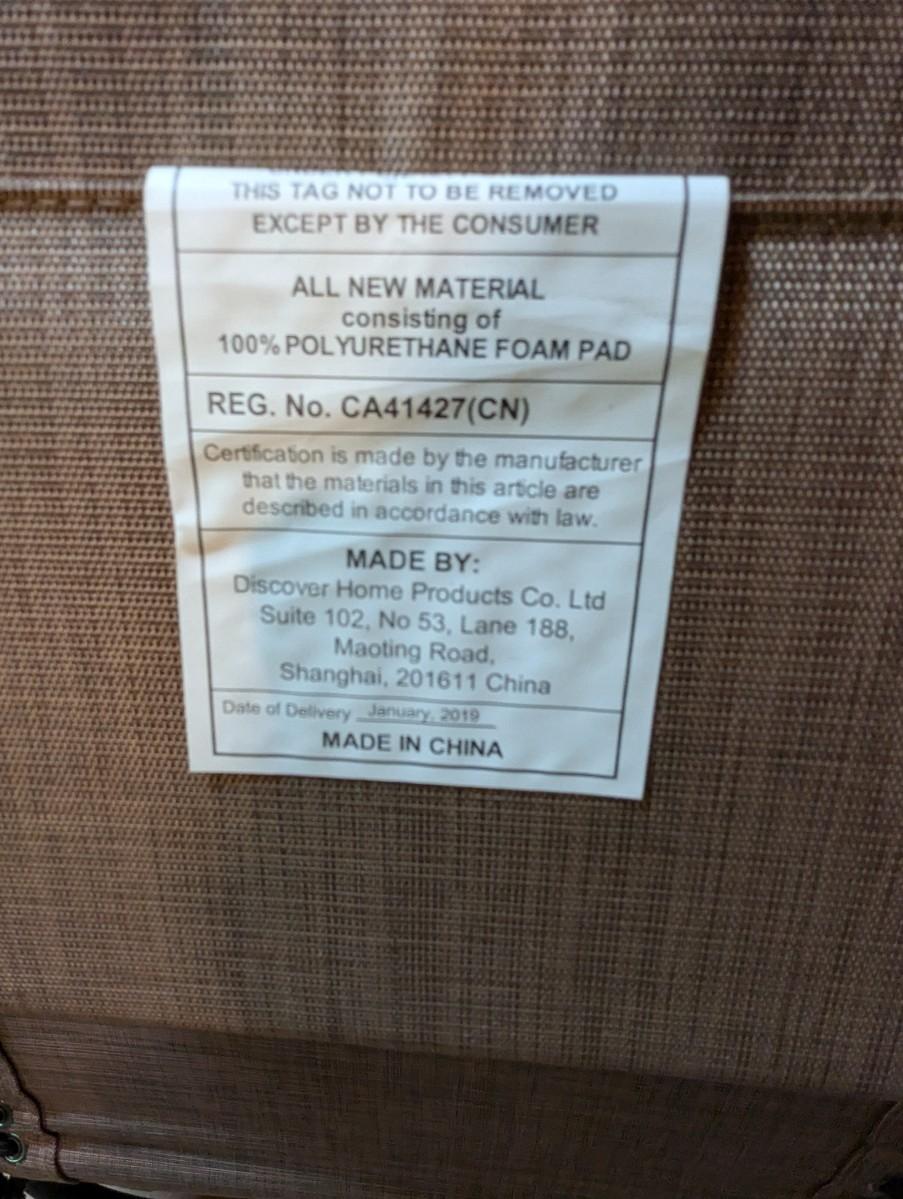 THIS TAG NOT TO BE REMOVED
EXCEPT BY THE CONSUMER
ALL NEW MATERIAL
consisting of
100% POLYURETHANE FOAM PAD
REG. No. CA41427(CN)
Certification is made by the manufacturer
that the materials in this article are
described in accordance with law.
MADE BY:
Discover Home Products Co. Ltd
Suite 102, No 53, Lane 188,
Maoting Road,
Shanghai, 201611 China
Date of Delivery January, 2019
MADE IN CHINA